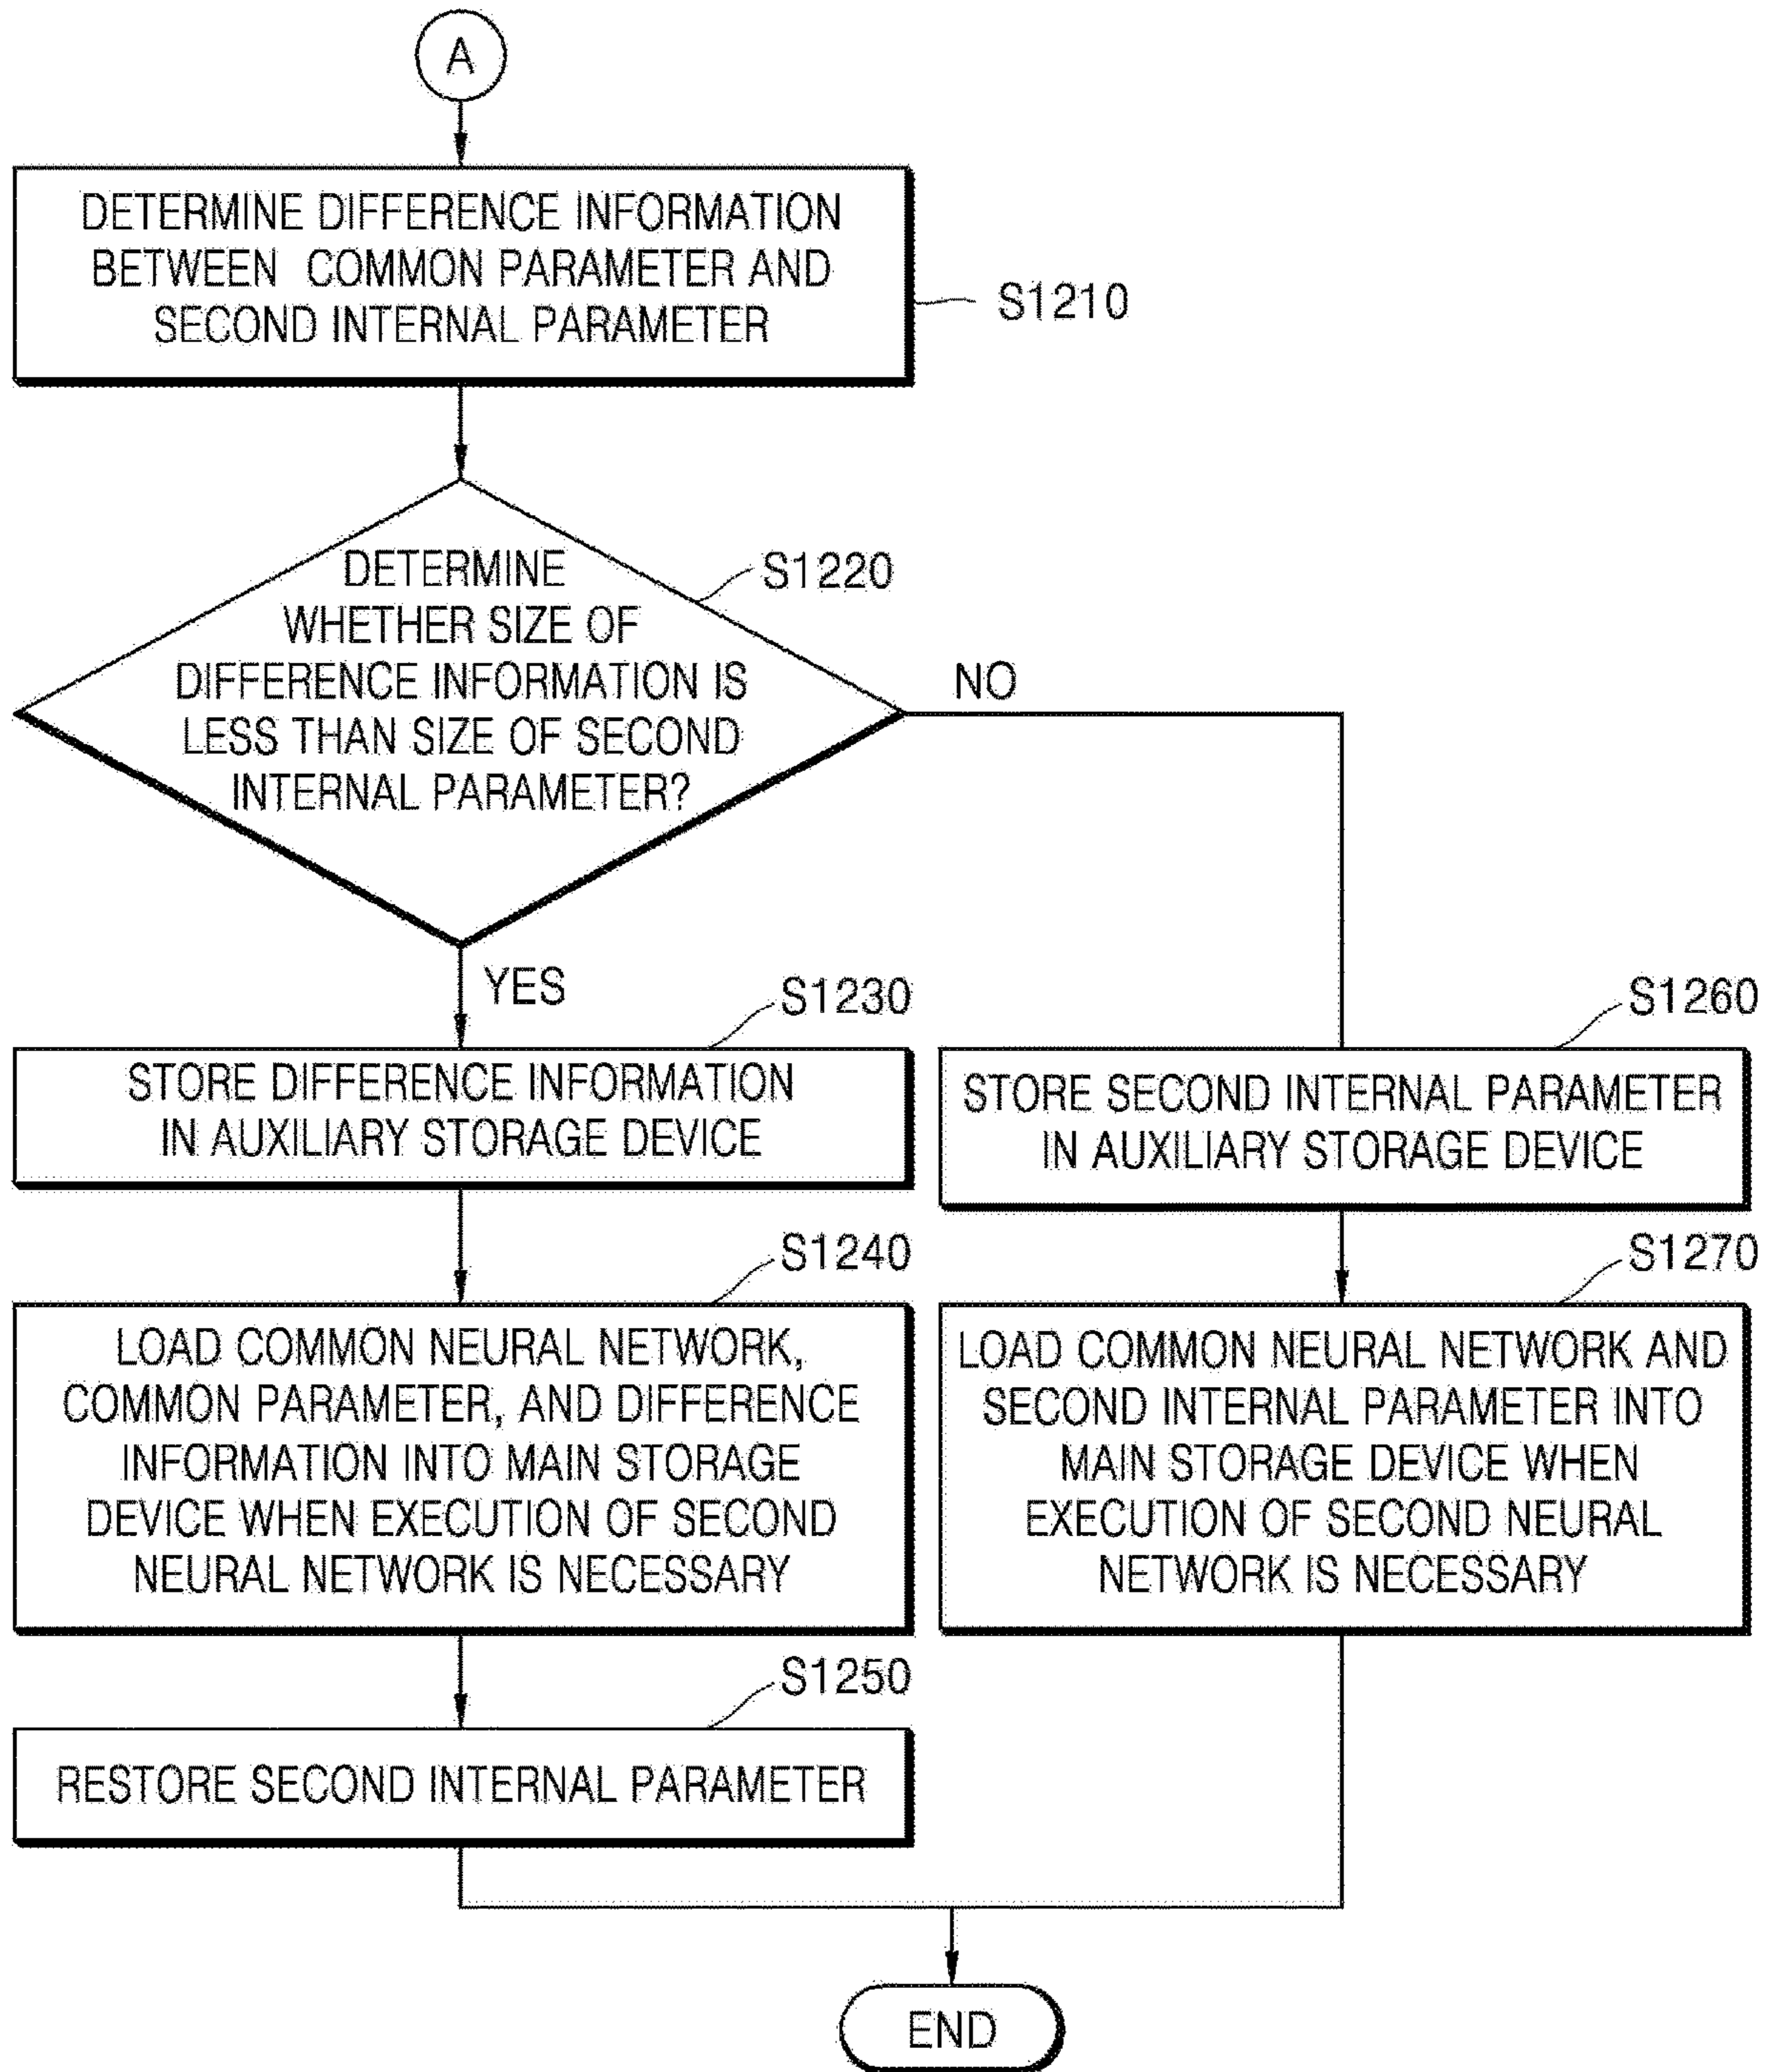 A
DETERMINE DIFFERENCE INFORMATION
BETWEEN COMMON PARAMETER AND
SECOND INTERNAL PARAMETER
S1210
DETERMINE
WHETHER SIZE OF
DIFFERENCE INFORMATION IS
LESS THAN SIZE OF SECOND
INTERNAL PARAMETER?
S1220
NO
YES
S1230
STORE DIFFERENCE INFORMATION
IN AUXILIARY STORAGE DEVICE
S1260
STORE SECOND INTERNAL PARAMETER
IN AUXILIARY STORAGE DEVICE
S1240
LOAD COMMON NEURAL NETWORK,
COMMON PARAMETER, AND DIFFERENCE
INFORMATION INTO MAIN STORAGE
DEVICE WHEN EXECUTION OF SECOND
NEURAL NETWORK IS NECESSARY
S1270
LOAD COMMON NEURAL NETWORK AND
SECOND INTERNAL PARAMETER INTO
MAIN STORAGE DEVICE WHEN
EXECUTION OF SECOND NEURAL
NETWORK IS NECESSARY
S1250
RESTORE SECOND INTERNAL PARAMETER
END